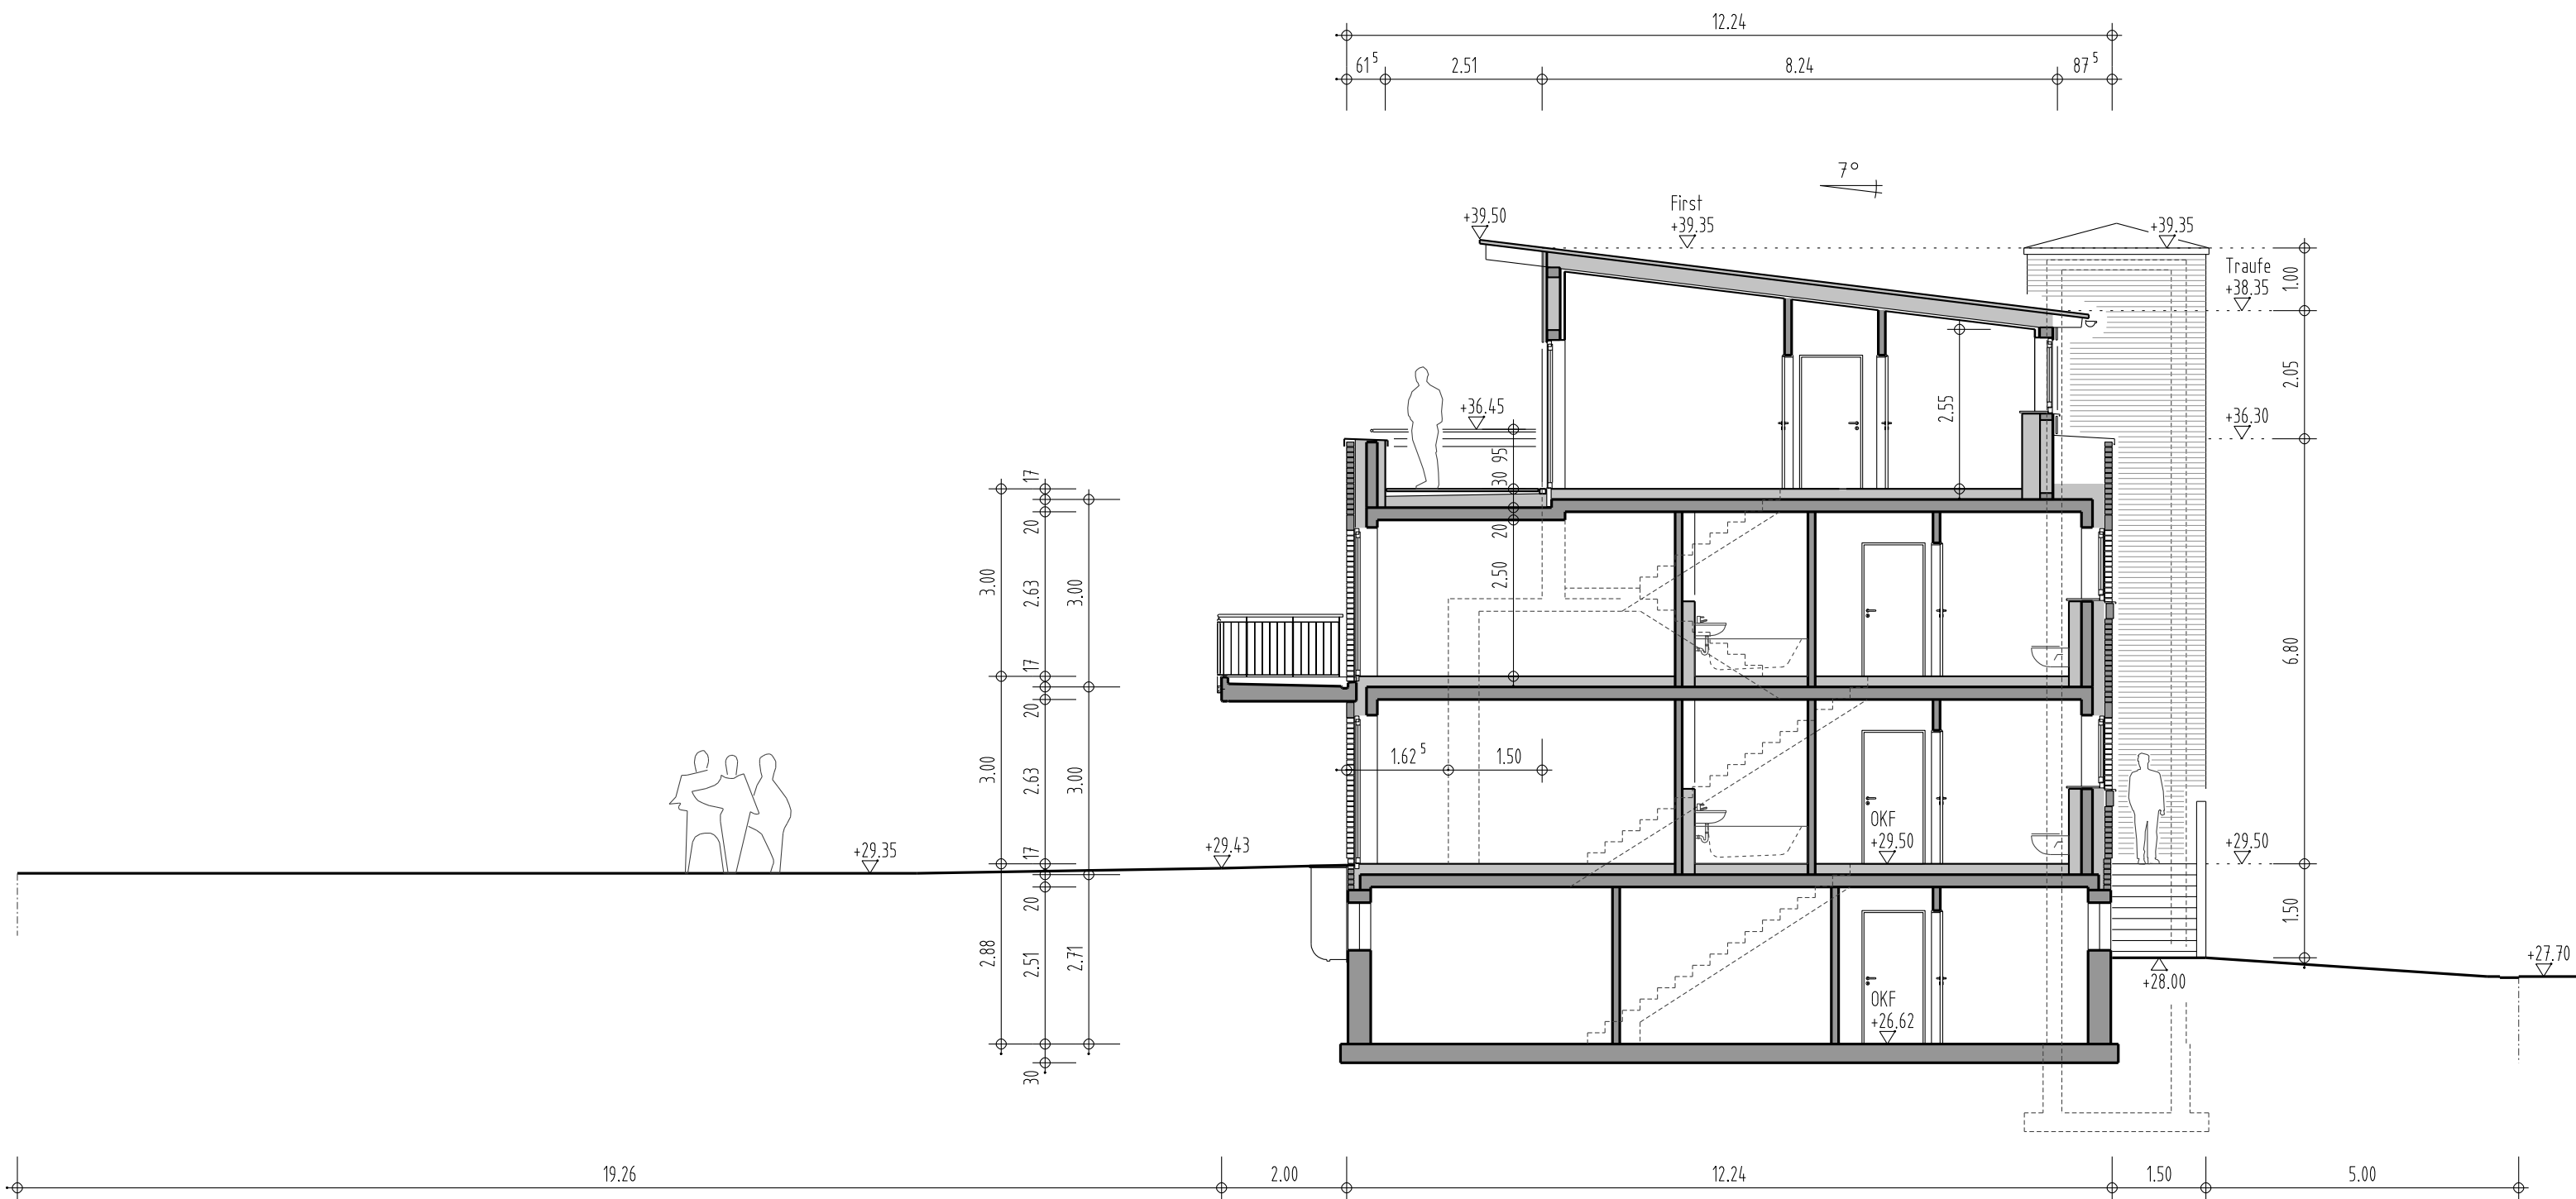 12.24
61⁵ 2.51 8.24 87⁵
7°
First
+39.50 +39.35 +39.35
Traufe
+38.35
1.00
2.05
2.55
+36.45 +36.30
95
30
17 20 2.63 17 20 2.63 17 20 2.51 30
3.00 3.00 2.88
3.00 3.00 2.71
20
2.50
6.80
1.62⁵ 1.50
OKF
+29.50 +29.50
+29.43
+29.35
1.50
+27.70
+28.00
OKF
+26.62
19.26 2.00 12.24 1.50 5.00